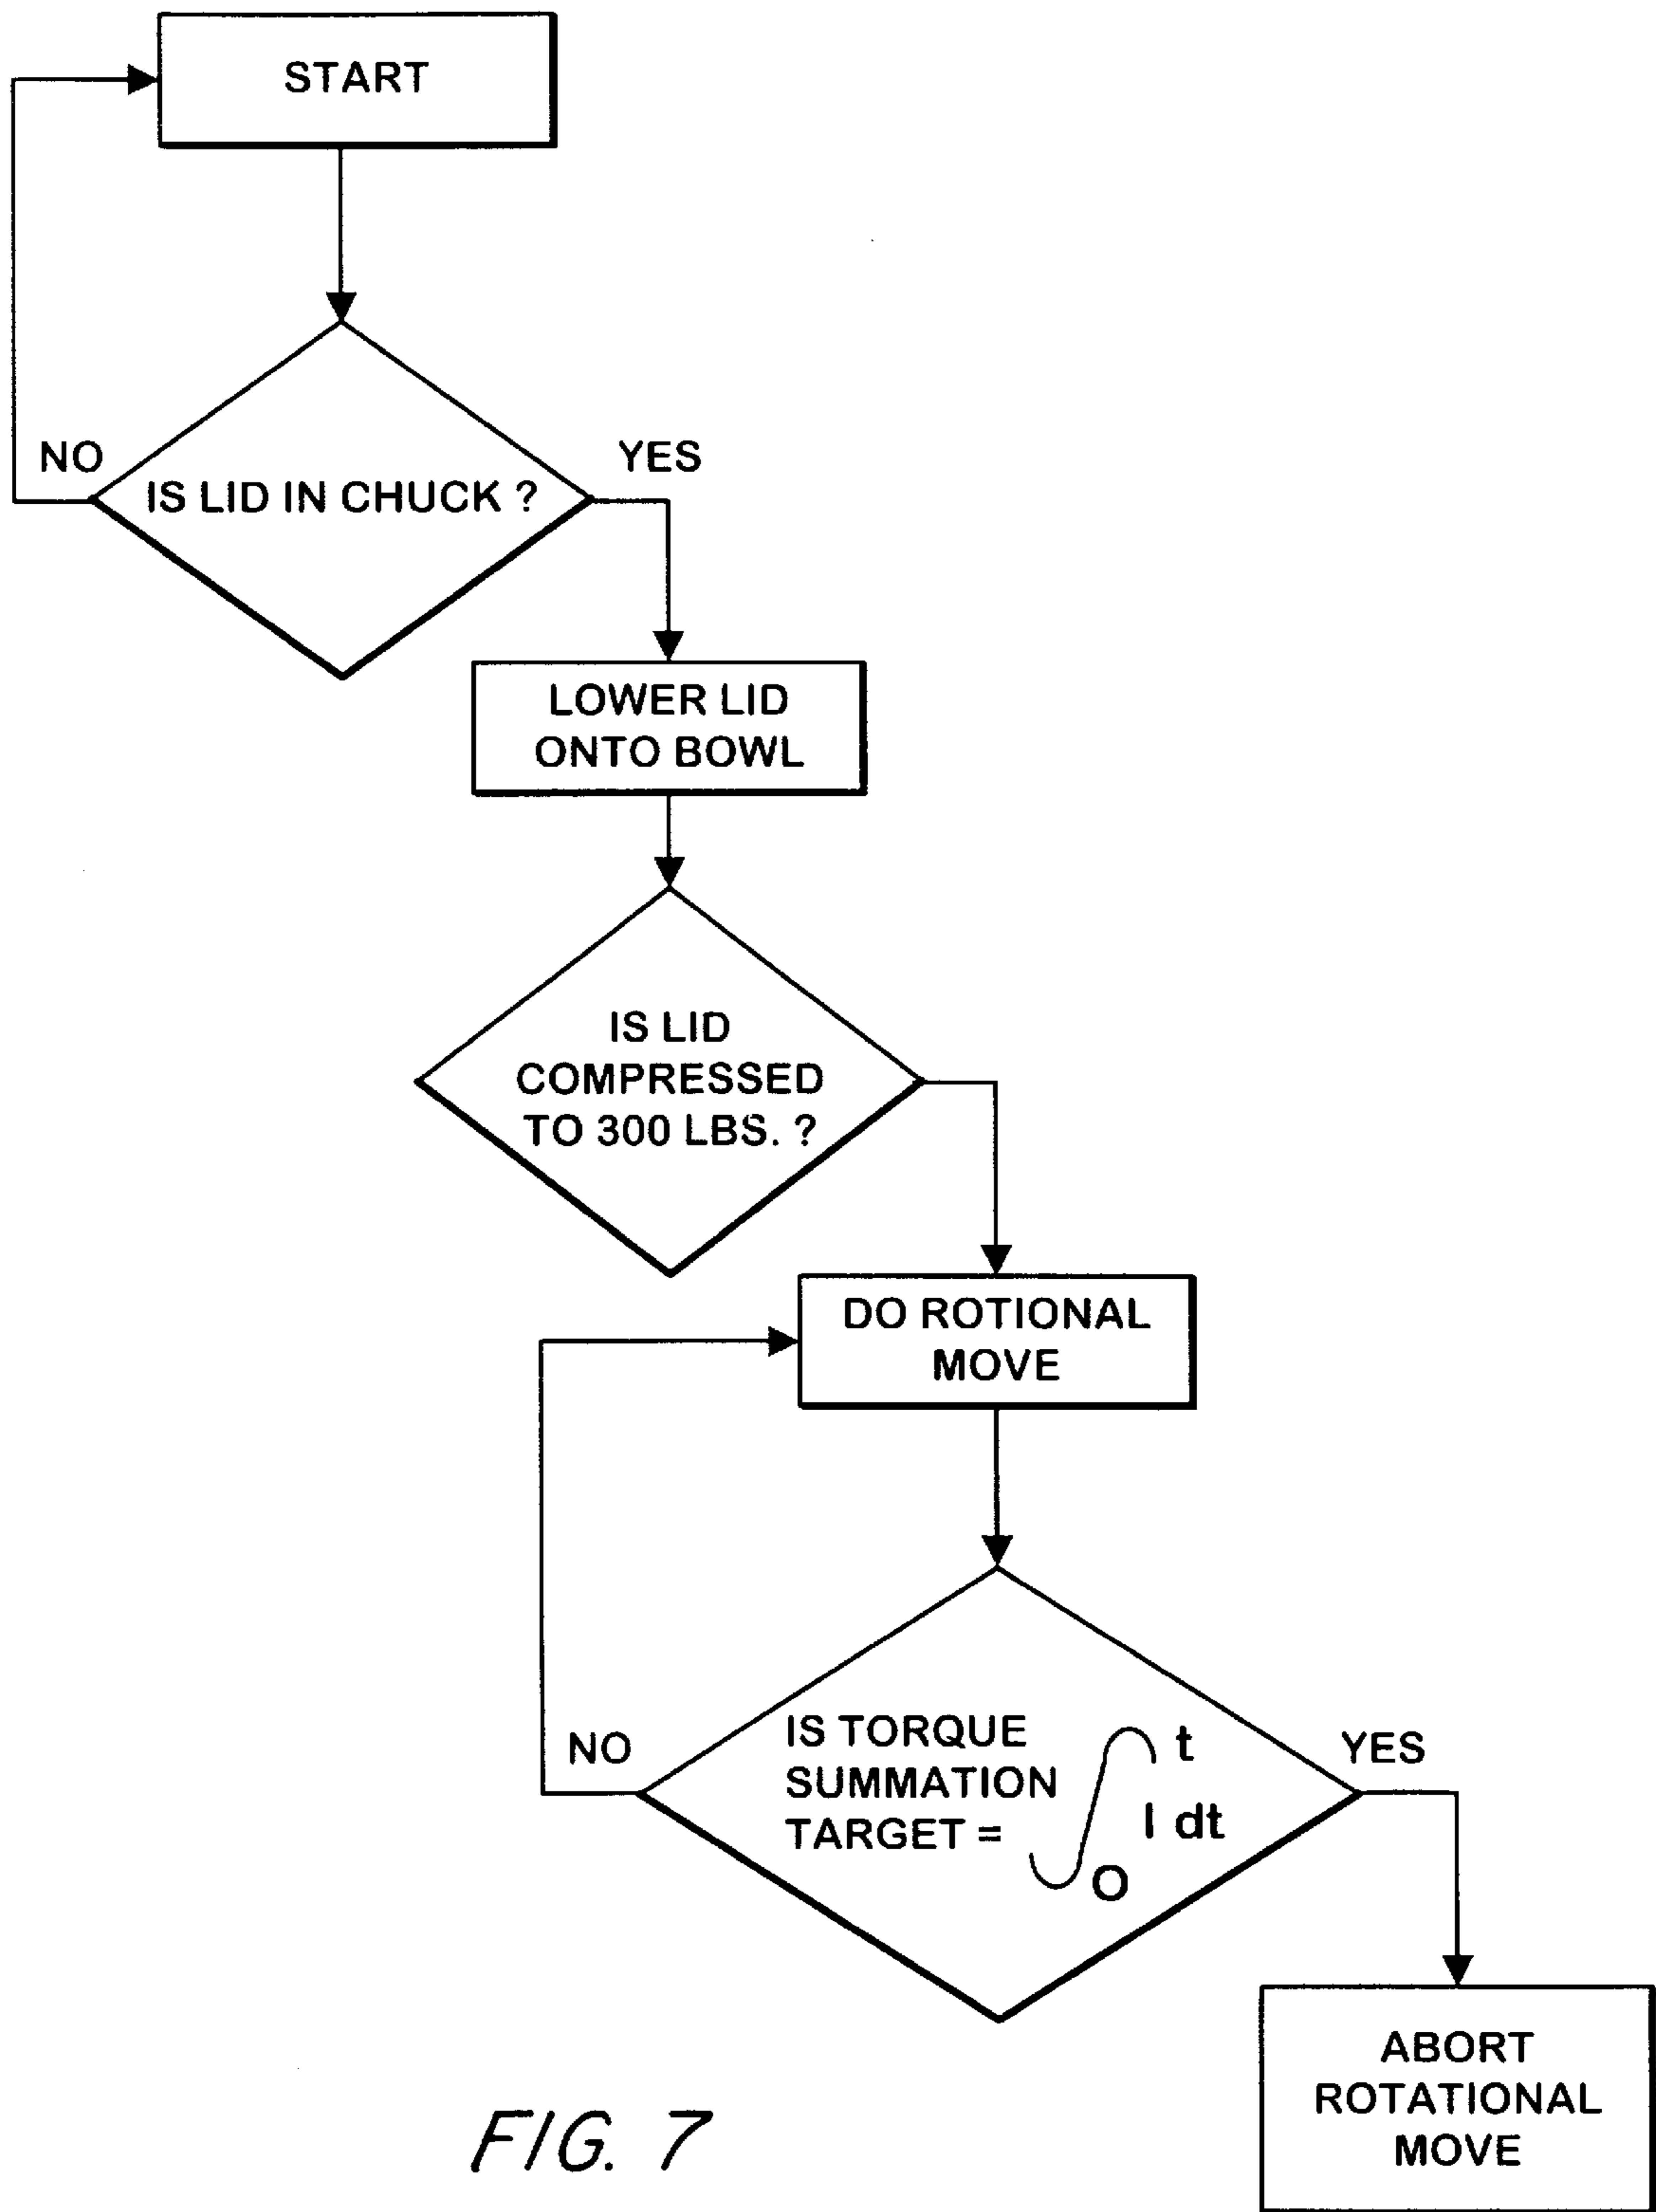 START
NO
YES
IS LID IN CHUCK ?
LOWER LID
ONTO BOWL
IS LID
COMPRESSED
TO 300 LBS. ?
DO ROTIONAL
MOVE
NO
YES
IS TORQUE
SUMMATION
TARGET = ∫ t O I dt
ABORT
ROTATIONAL
MOVE
FIG. 7